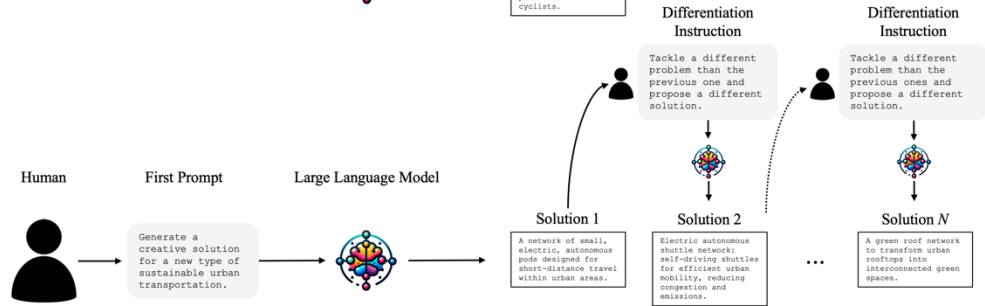 cyclists.
Differentiation
Instruction
Differentiation
Instruction
Tackle a different
problem than the
previous one and
propose a different
solution.
Tackle a different
problem than the
previous ones and
propose a different
solution.
Human
First Prompt
Large Language Model
Generate a
creative solution
for a new type of
sustainable urban
transportation.
Solution 1
A network of small,
electric, autonomous
pods designed for
short-distance travel
within urban areas.
Solution 2
Electric autonomous
shuttle network:
self-driving shuttles
for efficient urban
mobility, reducing
congestion and
emissions.
...
Solution N
A green roof network
to transform urban
rooftops into
interconnected green
spaces.